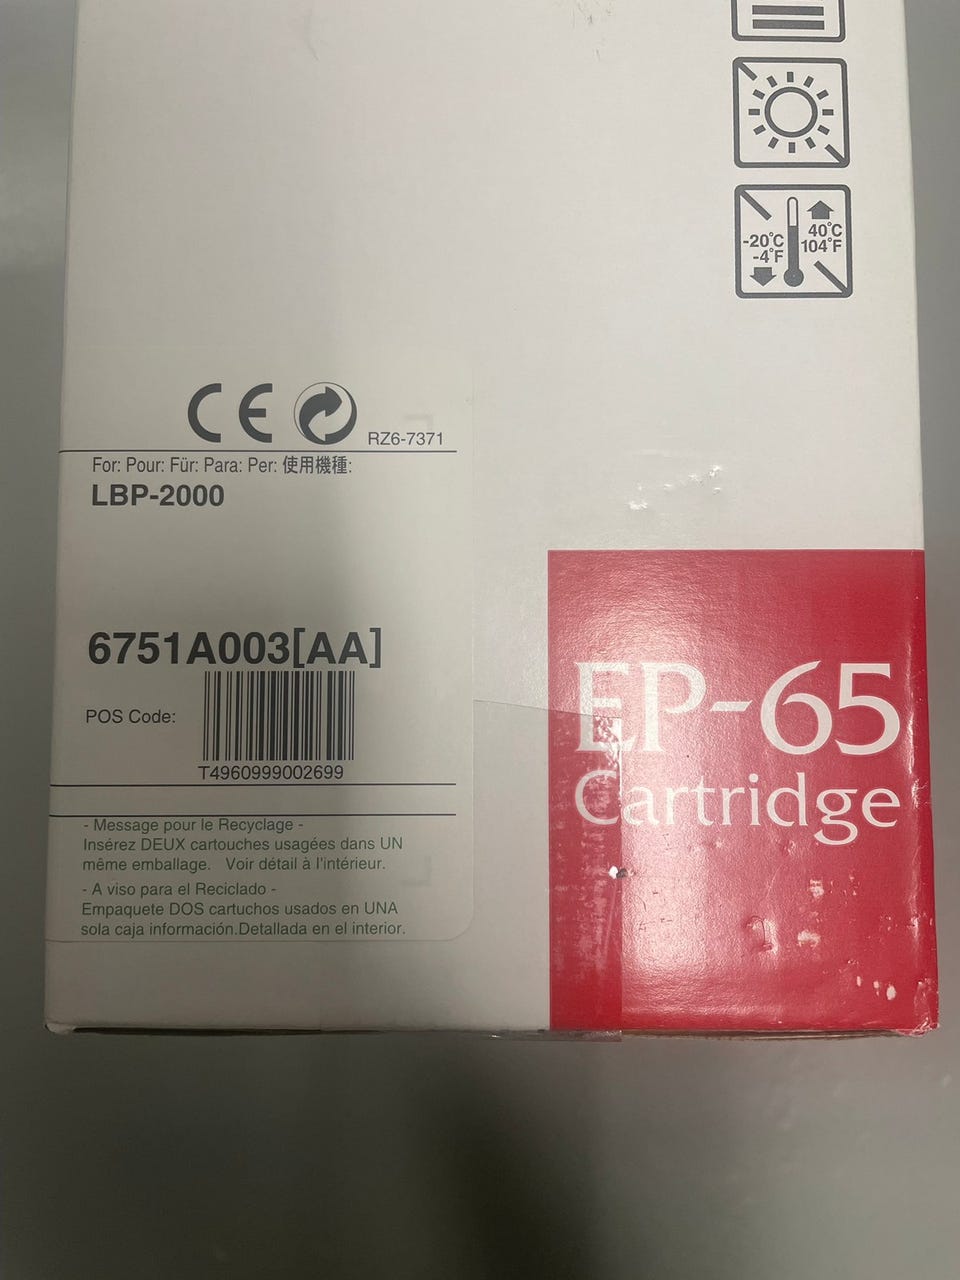 -20°C
-4°F
40°C
104°F
CE
RZ6-7371
For: Pour: Für: Para: Per: 使用機種:
LBP-2000
6751A003[AA]
POS Code:
T4960999002699
- Message pour le Recyclage -
Insérez DEUX cartouches usagées dans UN
même emballage. Voir détail à l'intérieur.
- A viso para el Reciclado -
Empaquete DOS cartuchos usados en UNA
sola caja información.Detallada en el interior.
EP-65
Cartridge